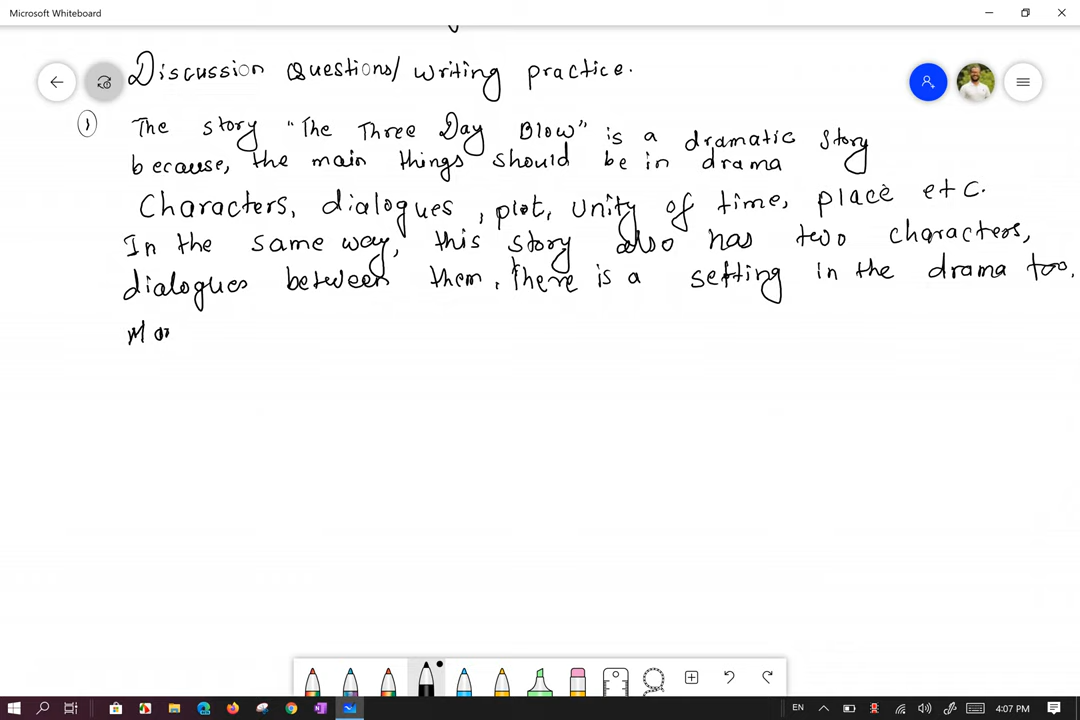 Microsoft Whiteboard
Discussion Questions/ writing practice.
① The story "The Three Day Blow" is a dramatic story
because, the main things should be in drama
Characters, dialogues, plot, unity of time, place etc.
In the same way, this story also has two characters,
dialogues between them. There is a setting in the drama too.
Mor
EN
4:07 PM